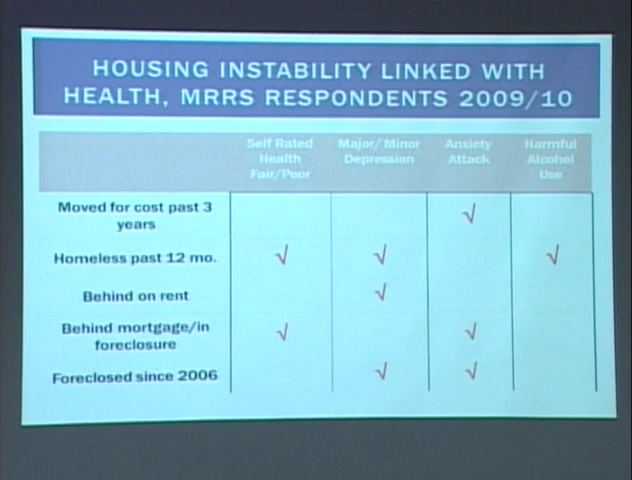 HOUSING INSTABILITY LINKED WITH
HEALTH, MRRS RESPONDENTS 2009/10
Self Rated Health Fair/Poor
Major/Minor Depression
Anxiety Attack
Harmful Alcohol Use
Moved for cost past 3 years
√
Homeless past 12 mo. √ √ √
Behind on rent √
Behind mortgage/in foreclosure √ √
Foreclosed since 2006 √ √